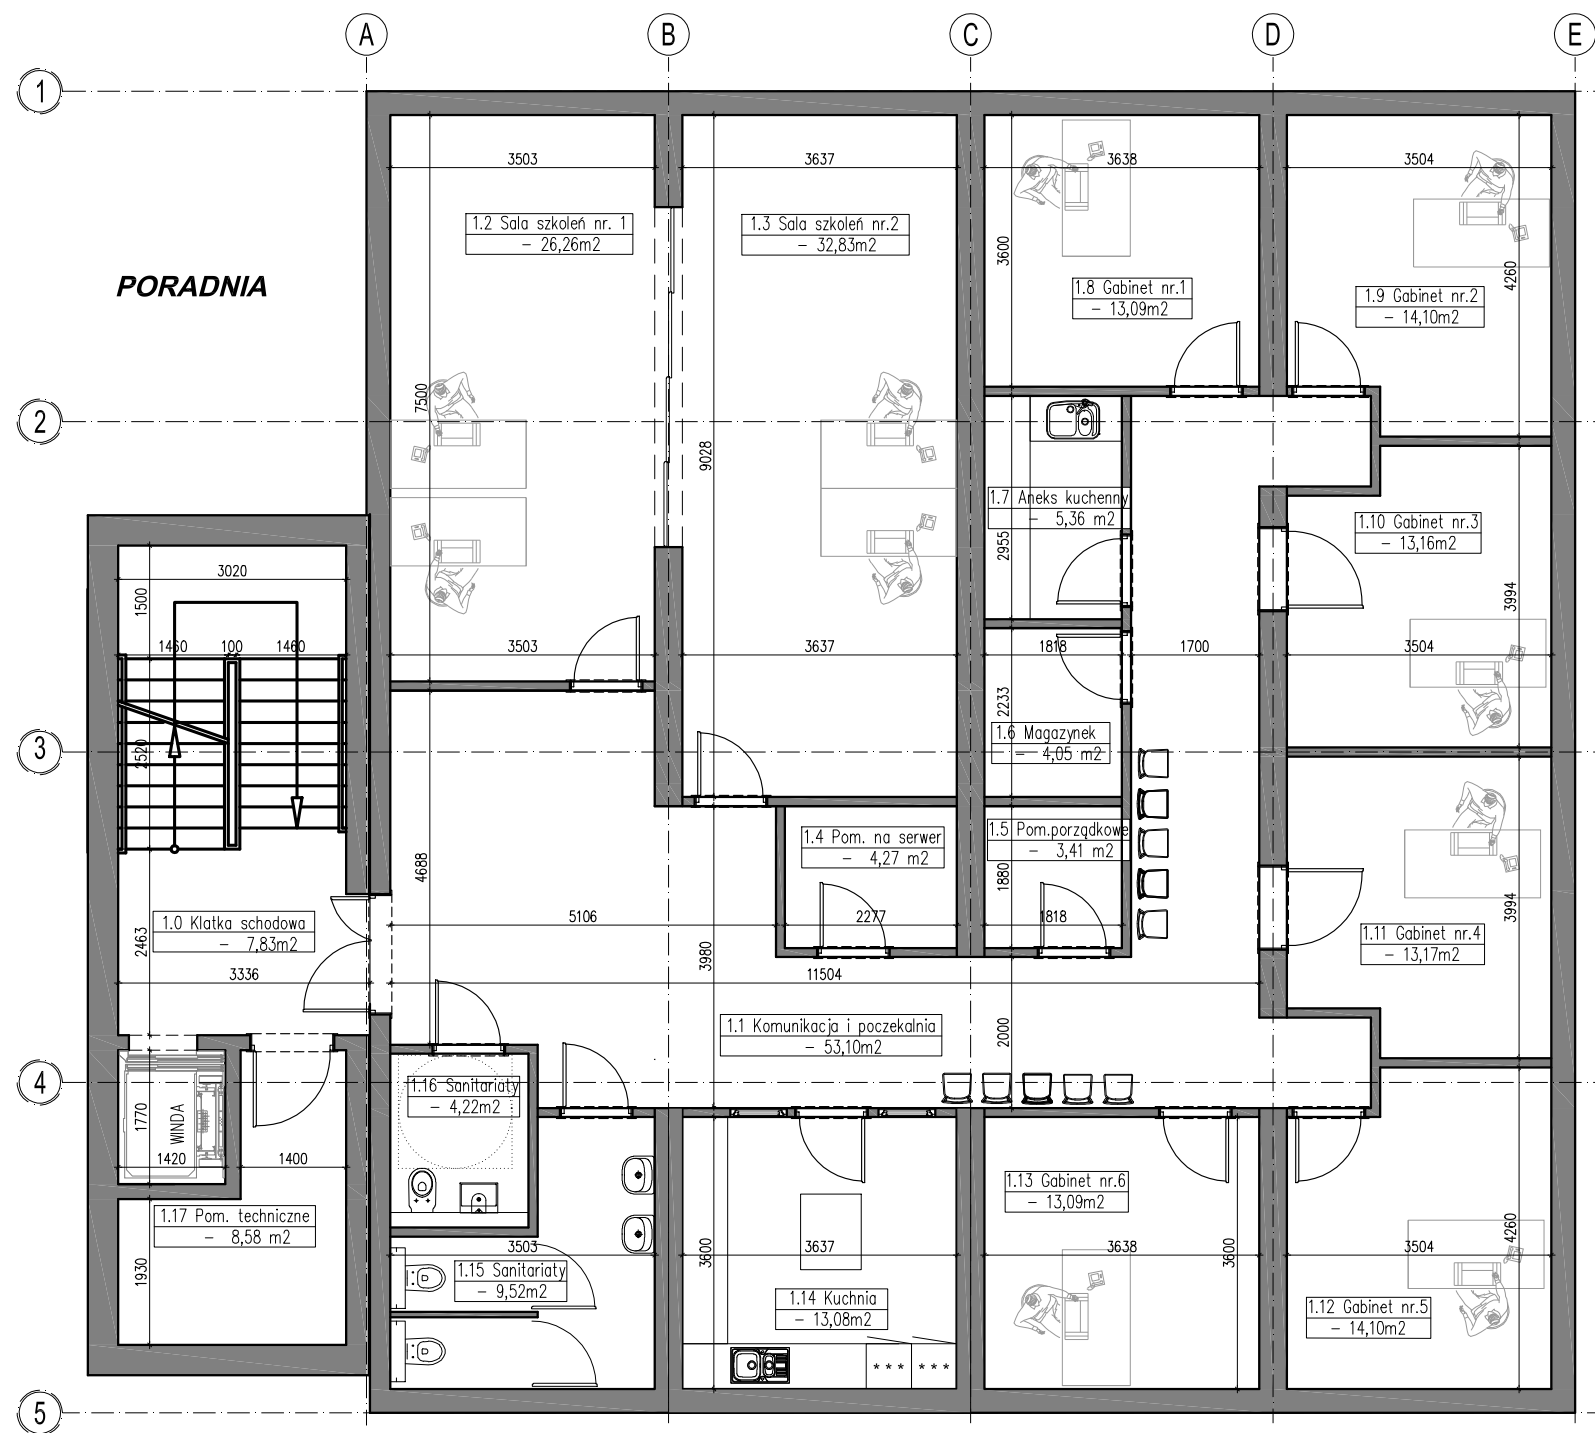 A
B
C
D
E
1
3503
3637
3638
3504
1.2 Sala szkoleń nr. 1
- 26,26m2
1.3 Sala szkoleń nr.2
- 32,83m2
3600
4260
PORADNIA
1.8 Gabinet nr.1
- 13,09m2
1.9 Gabinet nr.2
- 14,10m2
7500
2
9028
1.7 Aneks kuchenny
- 5,36 m2
1.10 Gabinet nr.3
- 13,16m2
2955
3020
1500
3994
1460
100
1460
3503
3637
1818
1700
3504
2233
1.6 Magazynek
- 4,05 m2
3
2520
1.4 Pom. na serwer
- 4,27 m2
1.5 Pom.porządkowe
- 3,41 m2
4688
1880
3994
1.0 Klatka schodowa
- 7,83m2
5106
2277
1818
1.11 Gabinet nr.4
- 13,17m2
2463
3980
3336
11504
1.1 Komunikacja i poczekalnia
- 53,10m2
2000
4
1.16 Sanitariaty
- 4,22m2
1770
WINDA
1420
1400
1.13 Gabinet nr.6
- 13,09m2
1.17 Pom. techniczne
- 8,58 m2
1930
3503
3600
3637
3638
3600
3504
4260
1.15 Sanitariaty
- 9,52m2
1.14 Kuchnia
- 13,08m2
1.12 Gabinet nr.5
- 14,10m2
* * *
* * *
5